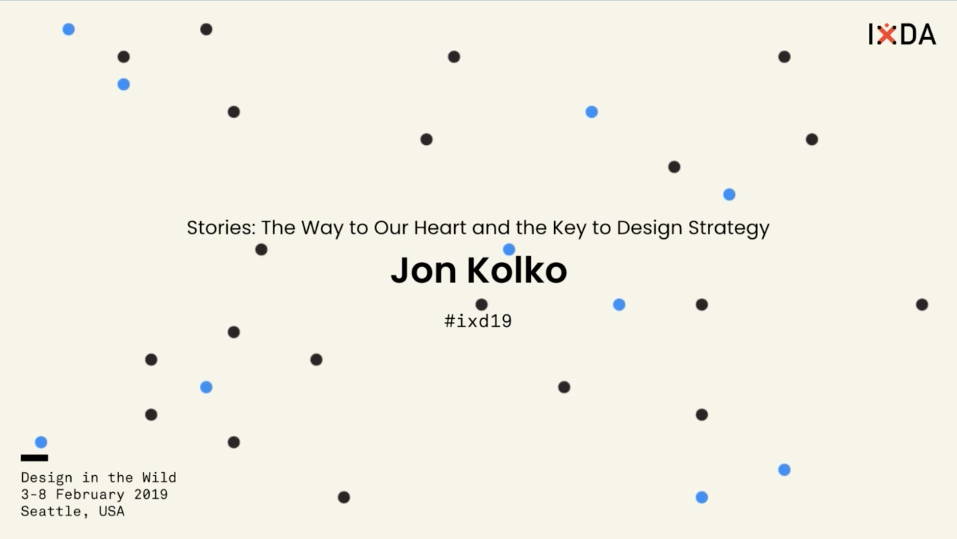 IXDA
Stories: The Way to Our Heart and the Key to Design Strategy
Jon Kolko
#ixd19
Design in the Wild
3-8 February 2019
Seattle, USA